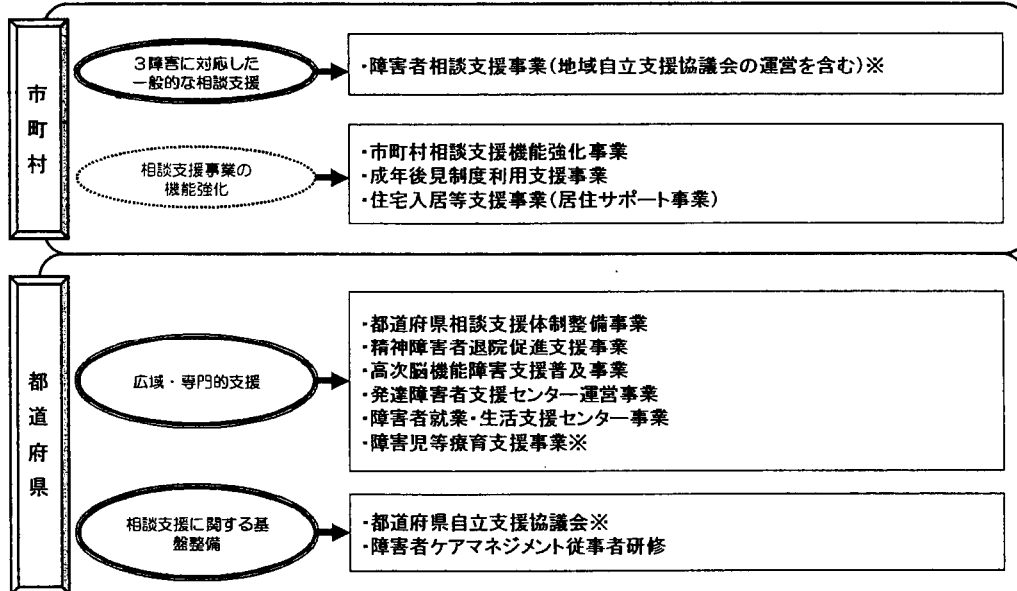 市町村
3障害に対応した
一般的な相談支援
・障害者相談支援事業(地域自立支援協議会の運営を含む)※
相談支援事業の
機能強化
・市町村相談支援機能強化事業
・成年後見制度利用支援事業
・住宅入居等支援事業(居住サポート事業)
都道府県
広域・専門的支援
・都道府県相談支援体制整備事業
・精神障害者退院促進支援事業
・高次脳機能障害支援普及事業
・発達障害者支援センター運営事業
・障害者就業・生活支援センター事業
・障害児等療育支援事業※
相談支援に関する基
盤整備
・都道府県自立支援協議会※
・障害者ケアマネジメント従事者研修